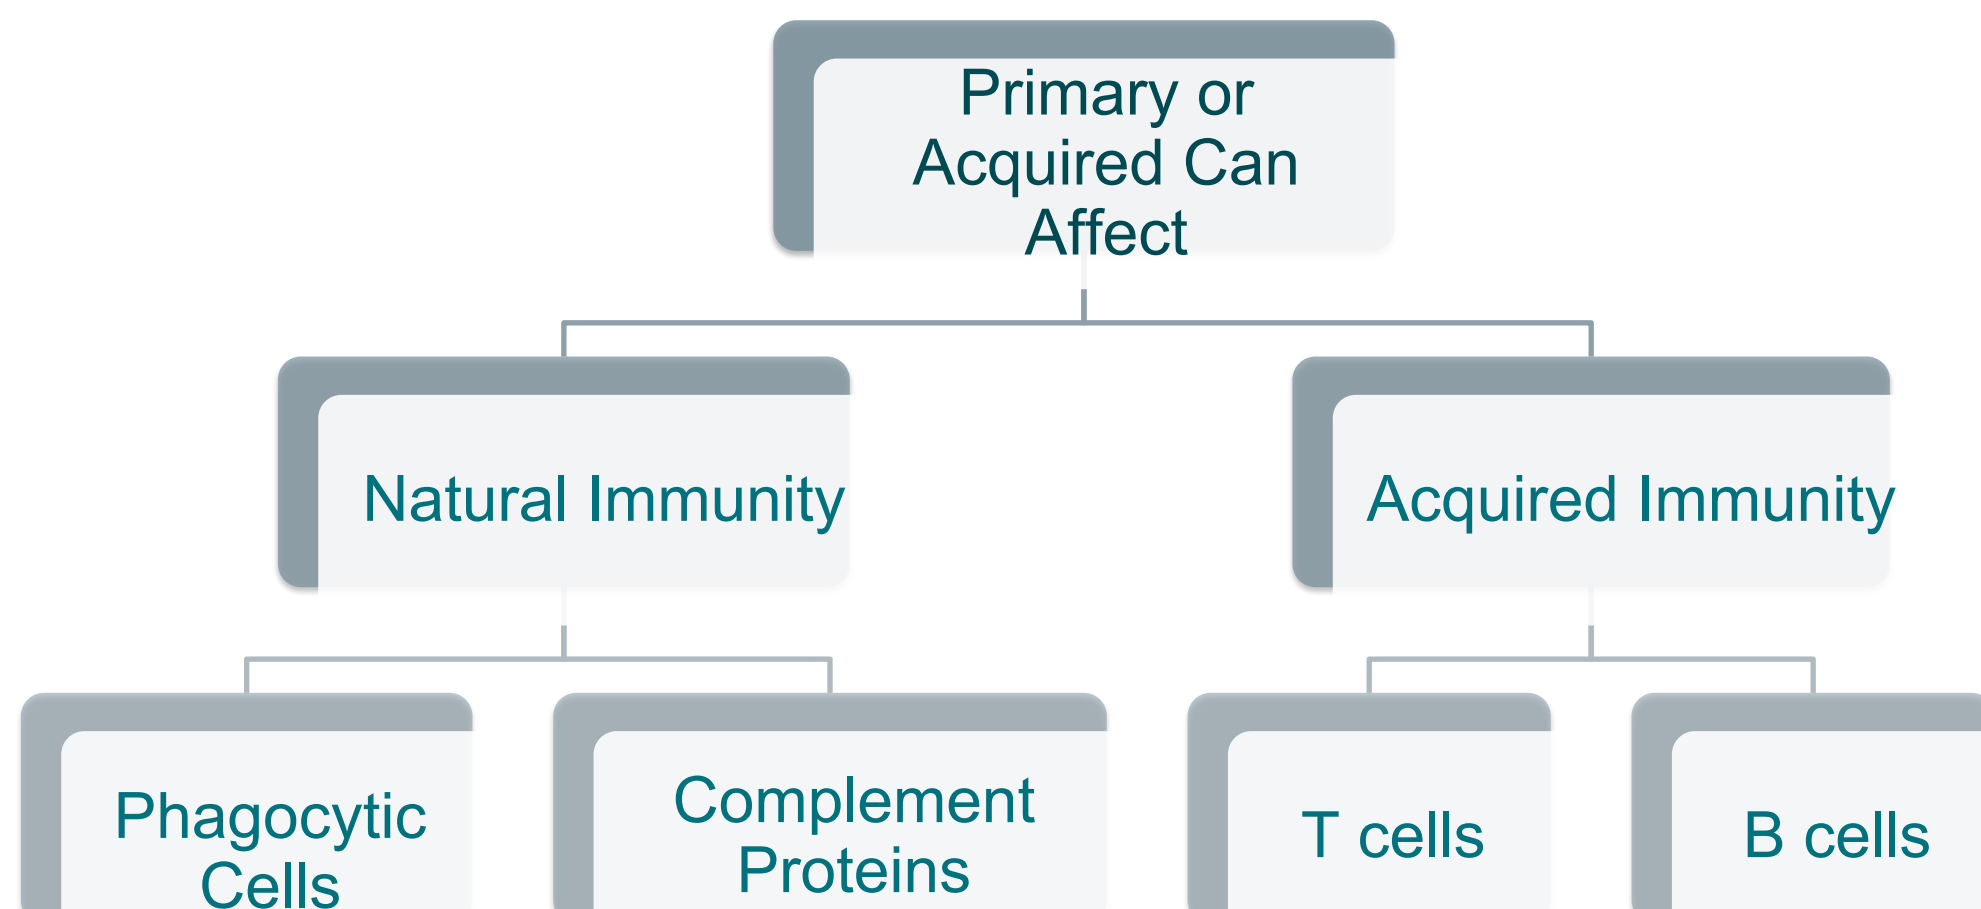 Primary or
Acquired Can
Affect
Natural Immunity
Acquired Immunity
Phagocytic
Cells
Complement
Proteins
T cells
B cells